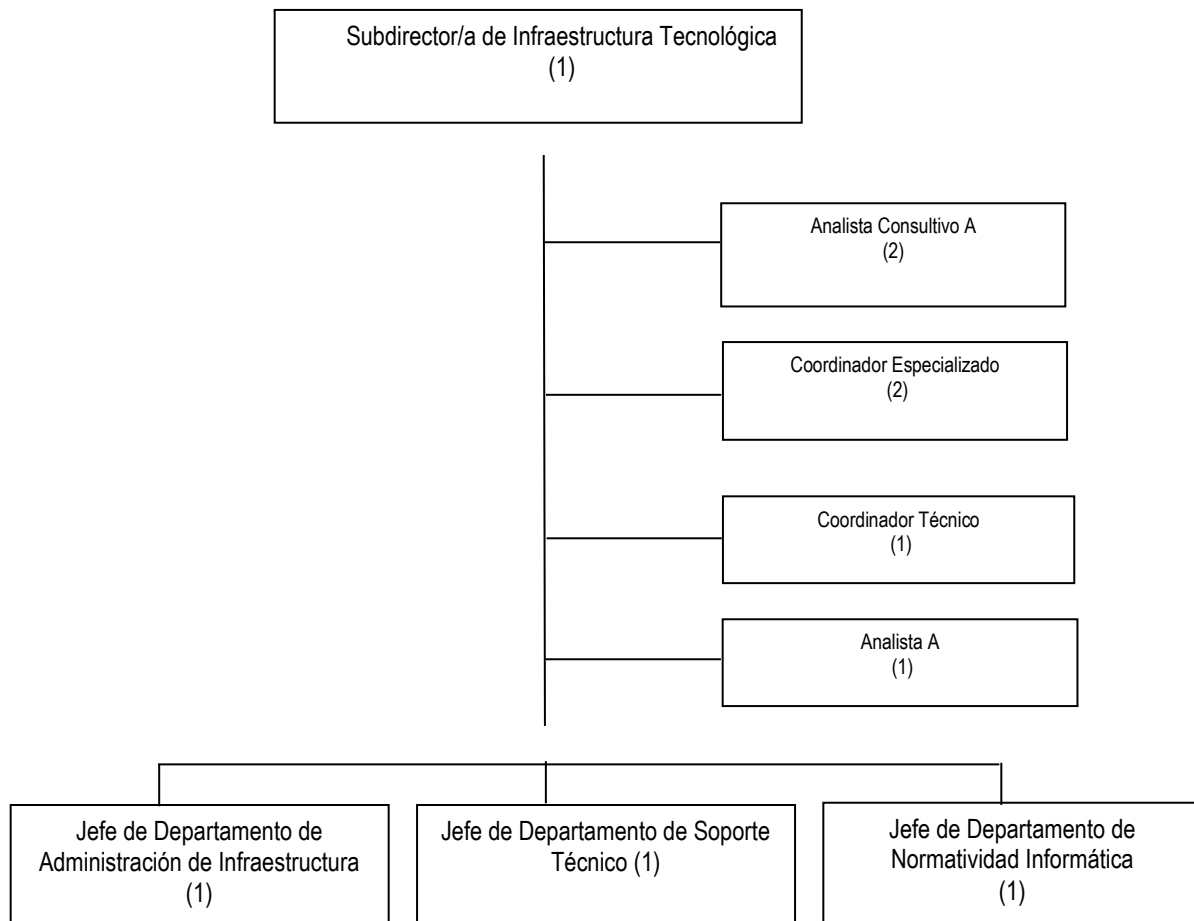 Subdirector/a de Infraestructura Tecnológica
(1)
Analista Consultivo A
(2)
Coordinador Especializado
(2)
Coordinador Técnico
(1)
Analista A
(1)
Jefe de Departamento de
Administración de Infraestructura
(1)
Jefe de Departamento de Soporte
Técnico (1)
Jefe de Departamento de
Normatividad Informática
(1)